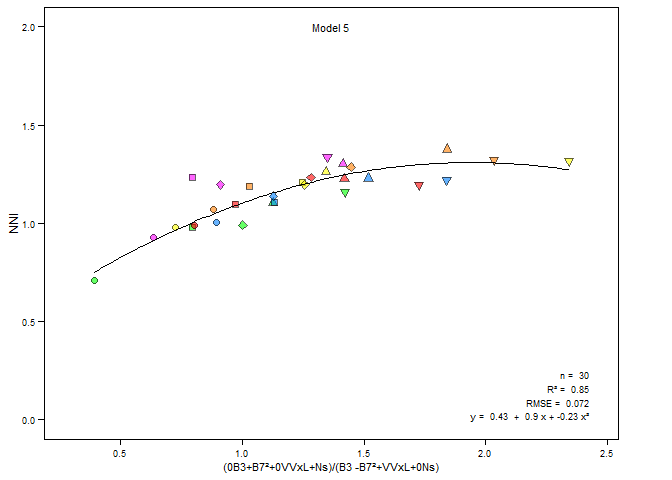 Model 5
2.0
1.5
1.0
0.5
0.0
NNI
n = 30
R² = 0.85
RMSE = 0.072
y = 0.43 + 0.9 x + -0.23 x²
0.5 1.0 1.5 2.0 2.5
(0B3+B7²+0VVxL+Ns)/(B3 -B7²+VVxL+0Ns)